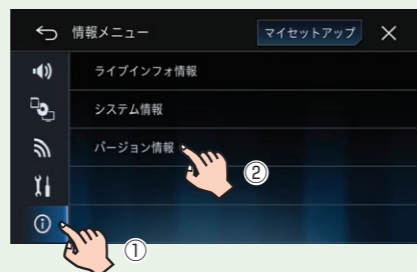 情報メニュー
マイセットアップ
ライブインフォ情報
システム情報
バージョン情報
②
①